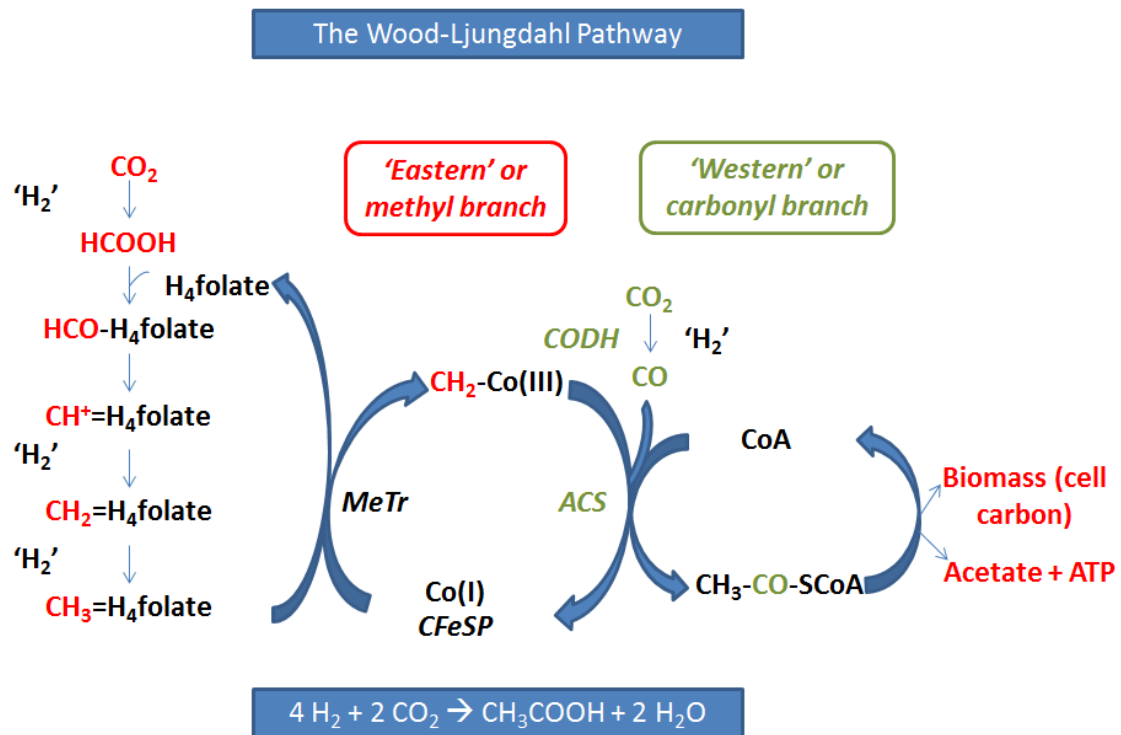 The Wood-Ljungdahl Pathway
‘Eastern’ or
methyl branch
‘Western’ or
carbonyl branch
CO₂
‘H₂’
HCOOH
H₄folate
HCO-H₄folate
CH⁺=H₄folate
‘H₂’
CH₂=H₄folate
‘H₂’
CH₃=H₄folate
MeTr
CH₂-Co(III)
Co(I)
CFeSP
CO₂
CODH
‘H₂’
CO
ACS
CoA
CH₃-CO-SCoA
Biomass (cell
carbon)
Acetate + ATP
4 H₂ + 2 CO₂ → CH₃COOH + 2 H₂O